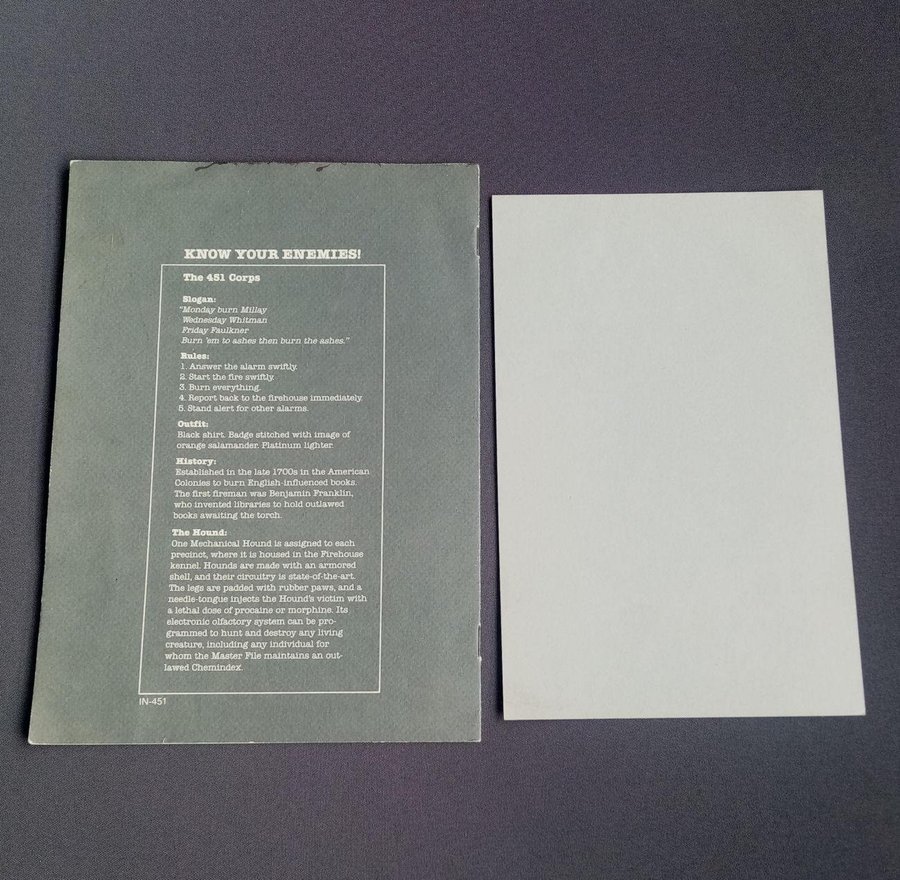 KNOW YOUR ENEMIES!
The 451 Corps
Slogan:
"Monday burn Millay
Wednesday Whitman
Friday Faulkner
Burn 'em to ashes then burn the ashes."
Rules:
1. Answer the alarm swiftly.
2. Start the fire swiftly.
3. Burn everything.
4. Report back to the firehouse immediately.
5. Stand alert for other alarms.
Outfit:
Black shirt. Badge stitched with image of
orange salamander. Platinum lighter.
History:
Established in the late 1700s in the American
Colonies to burn English-influenced books.
The first fireman was Benjamin Franklin,
who invented libraries to hold outlawed
books awaiting the torch.
The Hound:
One Mechanical Hound is assigned to each
precinct, where it is housed in the Firehouse
kennel. Hounds are made with an armored
shell, and their circuitry is state-of-the-art.
The legs are padded with rubber paws, and a
needle-tongue injects the Hound's victim with
a lethal dose of procaine or morphine. Its
electronic olfactory system can be pro-
grammed to hunt and destroy any living
creature, including any individual for
whom the Master File maintains an out-
lawed Chemindex.
IN-451